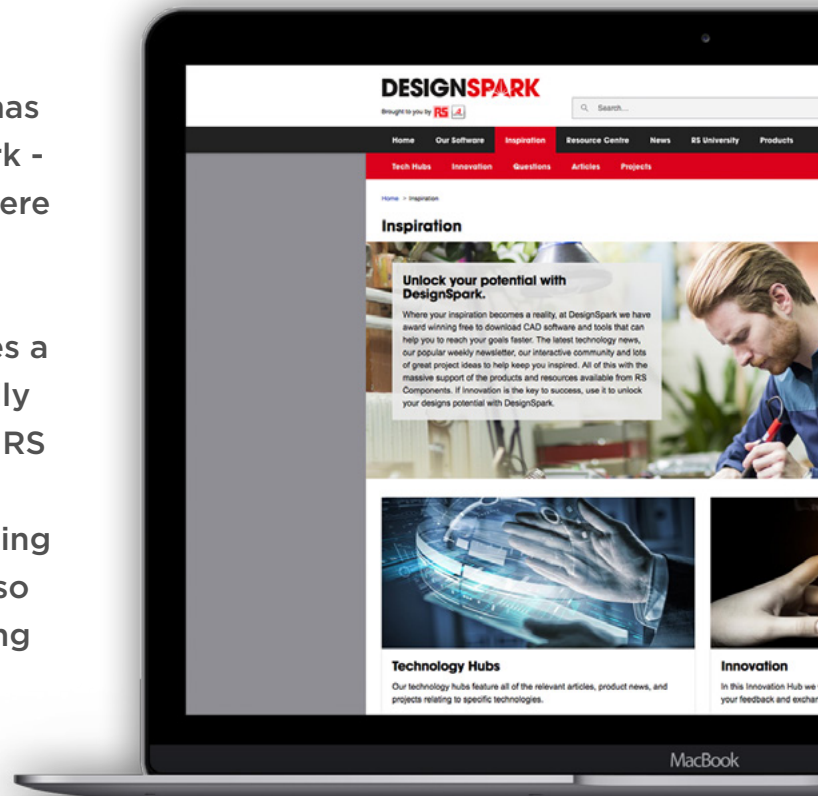 has
rk -
ere
es a
ly
RS
ing
so
ng
DESIGNSPARK
Brought to you by RS
Search...
Home Our Software Inspiration Resource Centre News RS University Products
Tech Hubs Innovation Questions Articles Projects
Home > Inspiration
Inspiration
Unlock your potential with
DesignSpark.
Where your inspiration becomes a reality, at DesignSpark we have
award winning free to download CAD software and tools that can
help you to reach your goals faster. The latest technology news,
our popular weekly newsletter, our interactive community and lots
of great project ideas to help keep you inspired. All of this with the
massive support of the products and resources available from RS
Components. If Innovation is the key to success, use it to unlock
your designs potential with DesignSpark.
Technology Hubs
Our technology hubs feature all of the relevant articles, product news, and
projects relating to specific technologies.
Innovation
In this Innovation Hub we
your feedback and exchan
MacBook